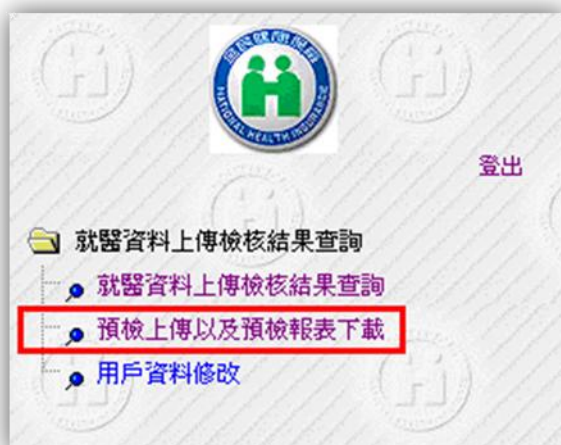 NATIONAL HEALTH INSURANCE
登出
就醫資料上傳檢核結果查詢
就醫資料上傳檢核結果查詢
預檢上傳以及預檢報表下載
用戶資料修改